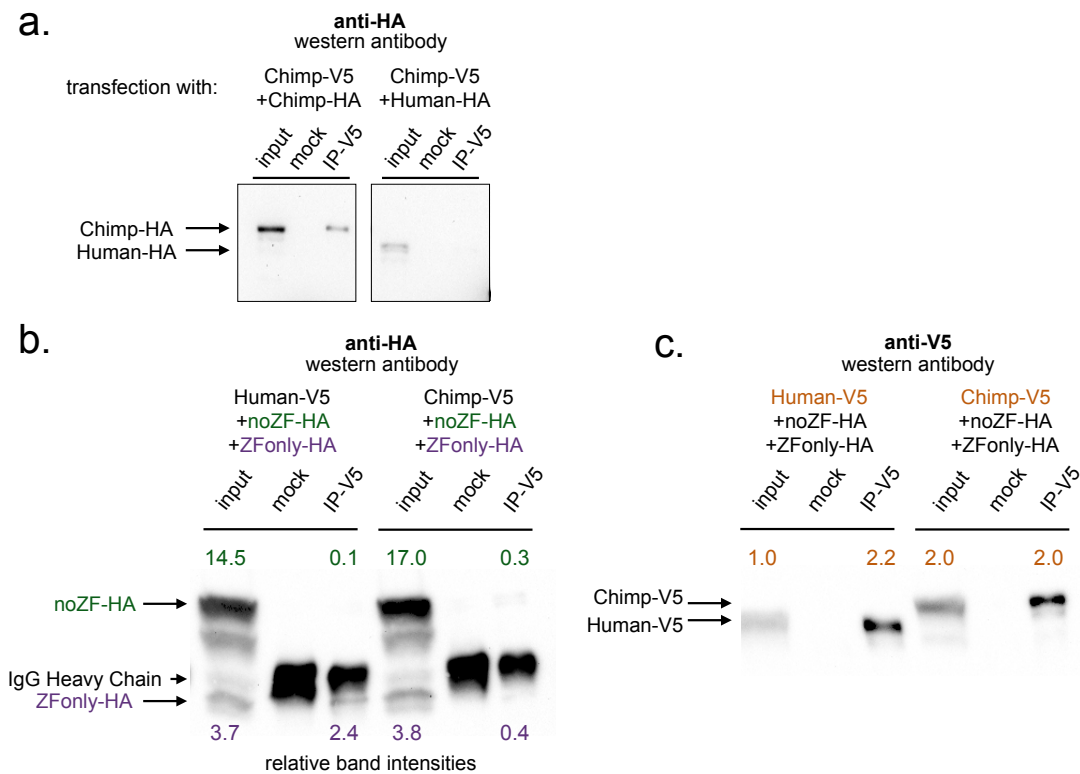 a.
anti-HA
western antibody
transfection with:
Chimp-V5
+Chimp-HA
Chimp-V5
+Human-HA
input mock IP-V5 input mock IP-V5
Chimp-HA
Human-HA
b.
anti-HA
western antibody
Human-V5
+noZF-HA
+ZFonly-HA
Chimp-V5
+noZF-HA
+ZFonly-HA
input mock IP-V5 input mock IP-V5
14.5 0.1 17.0 0.3
noZF-HA
IgG Heavy Chain
ZFonly-HA
3.7 2.4 3.8 0.4
relative band intensities
c.
anti-V5
western antibody
Human-V5
+noZF-HA
+ZFonly-HA
Chimp-V5
+noZF-HA
+ZFonly-HA
input mock IP-V5 input mock IP-V5
1.0 2.2 2.0 2.0
Chimp-V5
Human-V5